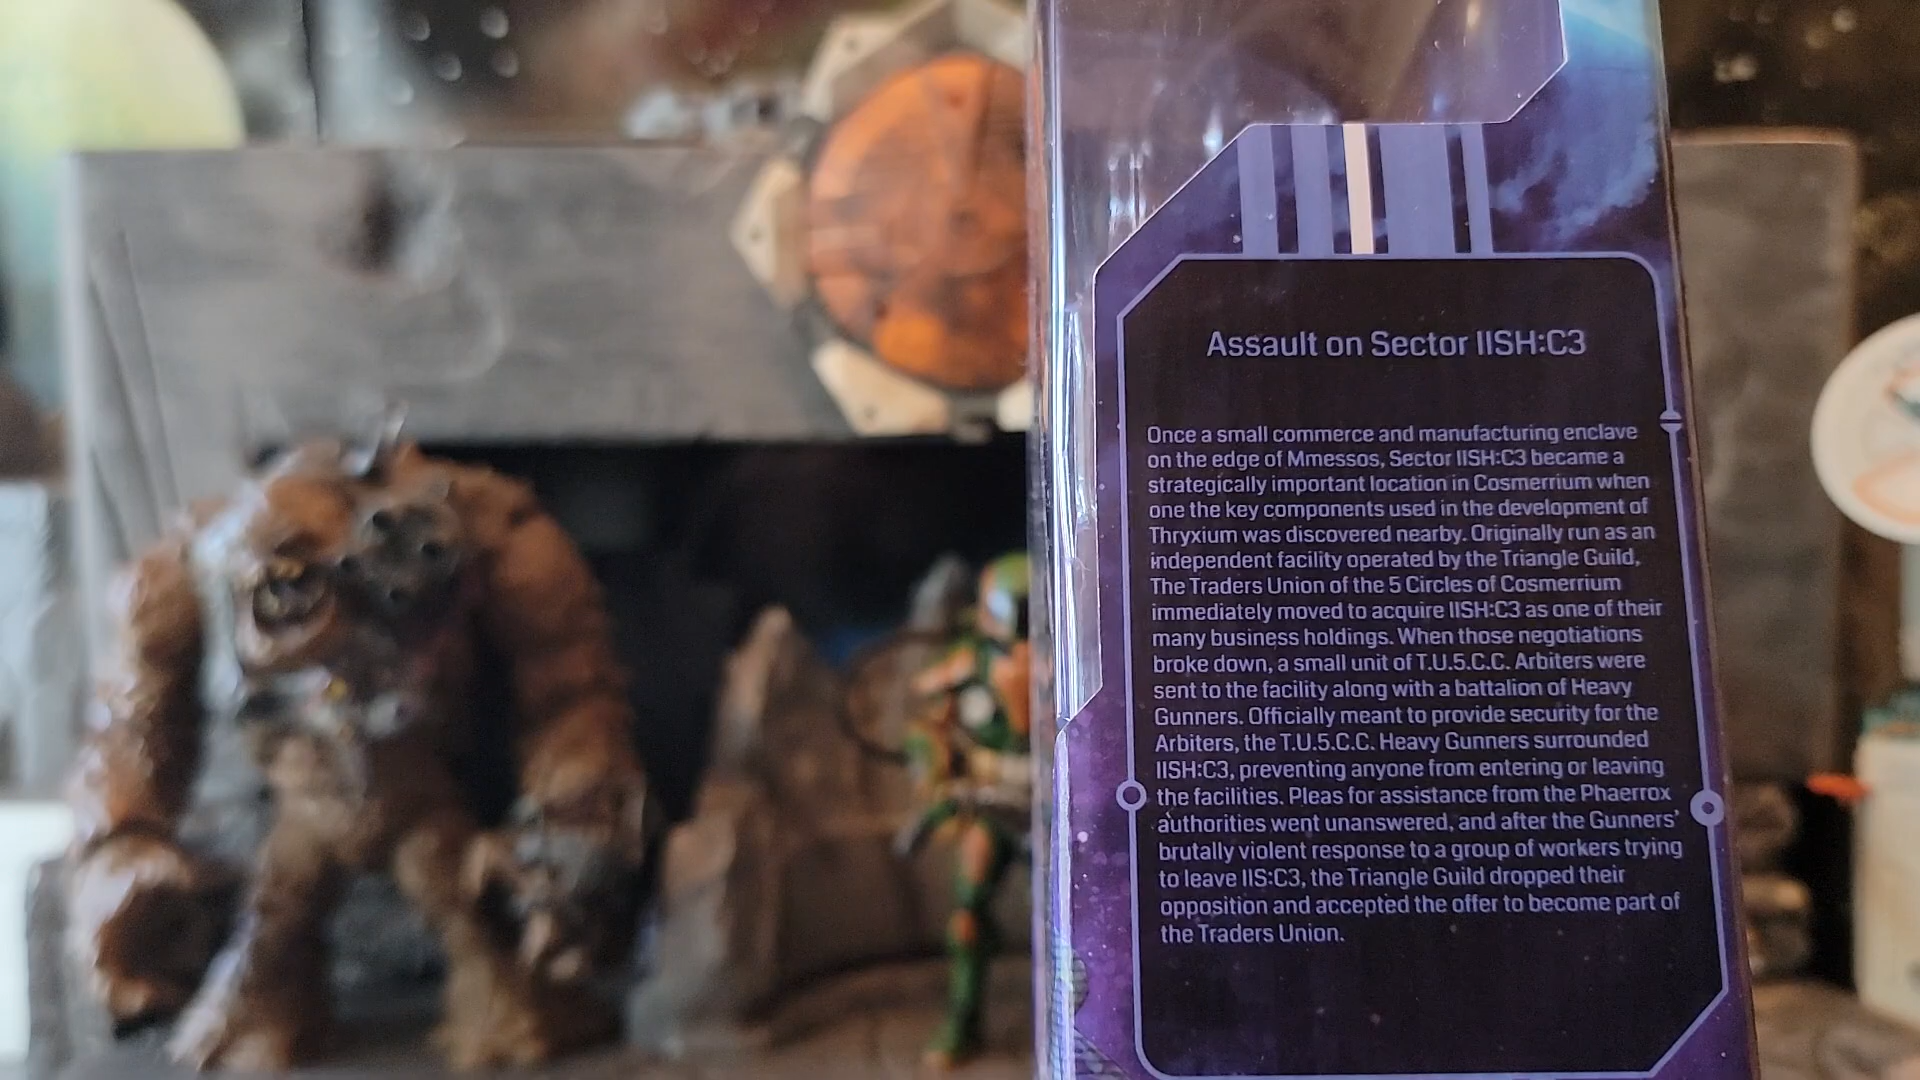 Assault on Sector IISH:C3
Once a small commerce and manufacturing enclave
on the edge of Mmessos, Sector IISH:C3 became a
strategically important location in Cosmerrium when
one the key components used in the development of
Thryxium was discovered nearby. Originally run as an
independent facility operated by the Triangle Guild,
The Traders Union of the 5 Circles of Cosmerrium
immediately moved to acquire IISH:C3 as one of their
many business holdings. When those negotiations
broke down, a small unit of T.U.5.C.C. Arbiters were
sent to the facility along with a battalion of Heavy
Gunners. Officially meant to provide security for the
Arbiters, the T.U.5.C.C. Heavy Gunners surrounded
IISH:C3, preventing anyone from entering or leaving
the facilities. Pleas for assistance from the Phaerrox
authorities went unanswered, and after the Gunners'
brutally violent response to a group of workers trying
to leave IIS:C3, the Triangle Guild dropped their
opposition and accepted the offer to become part of
the Traders Union.